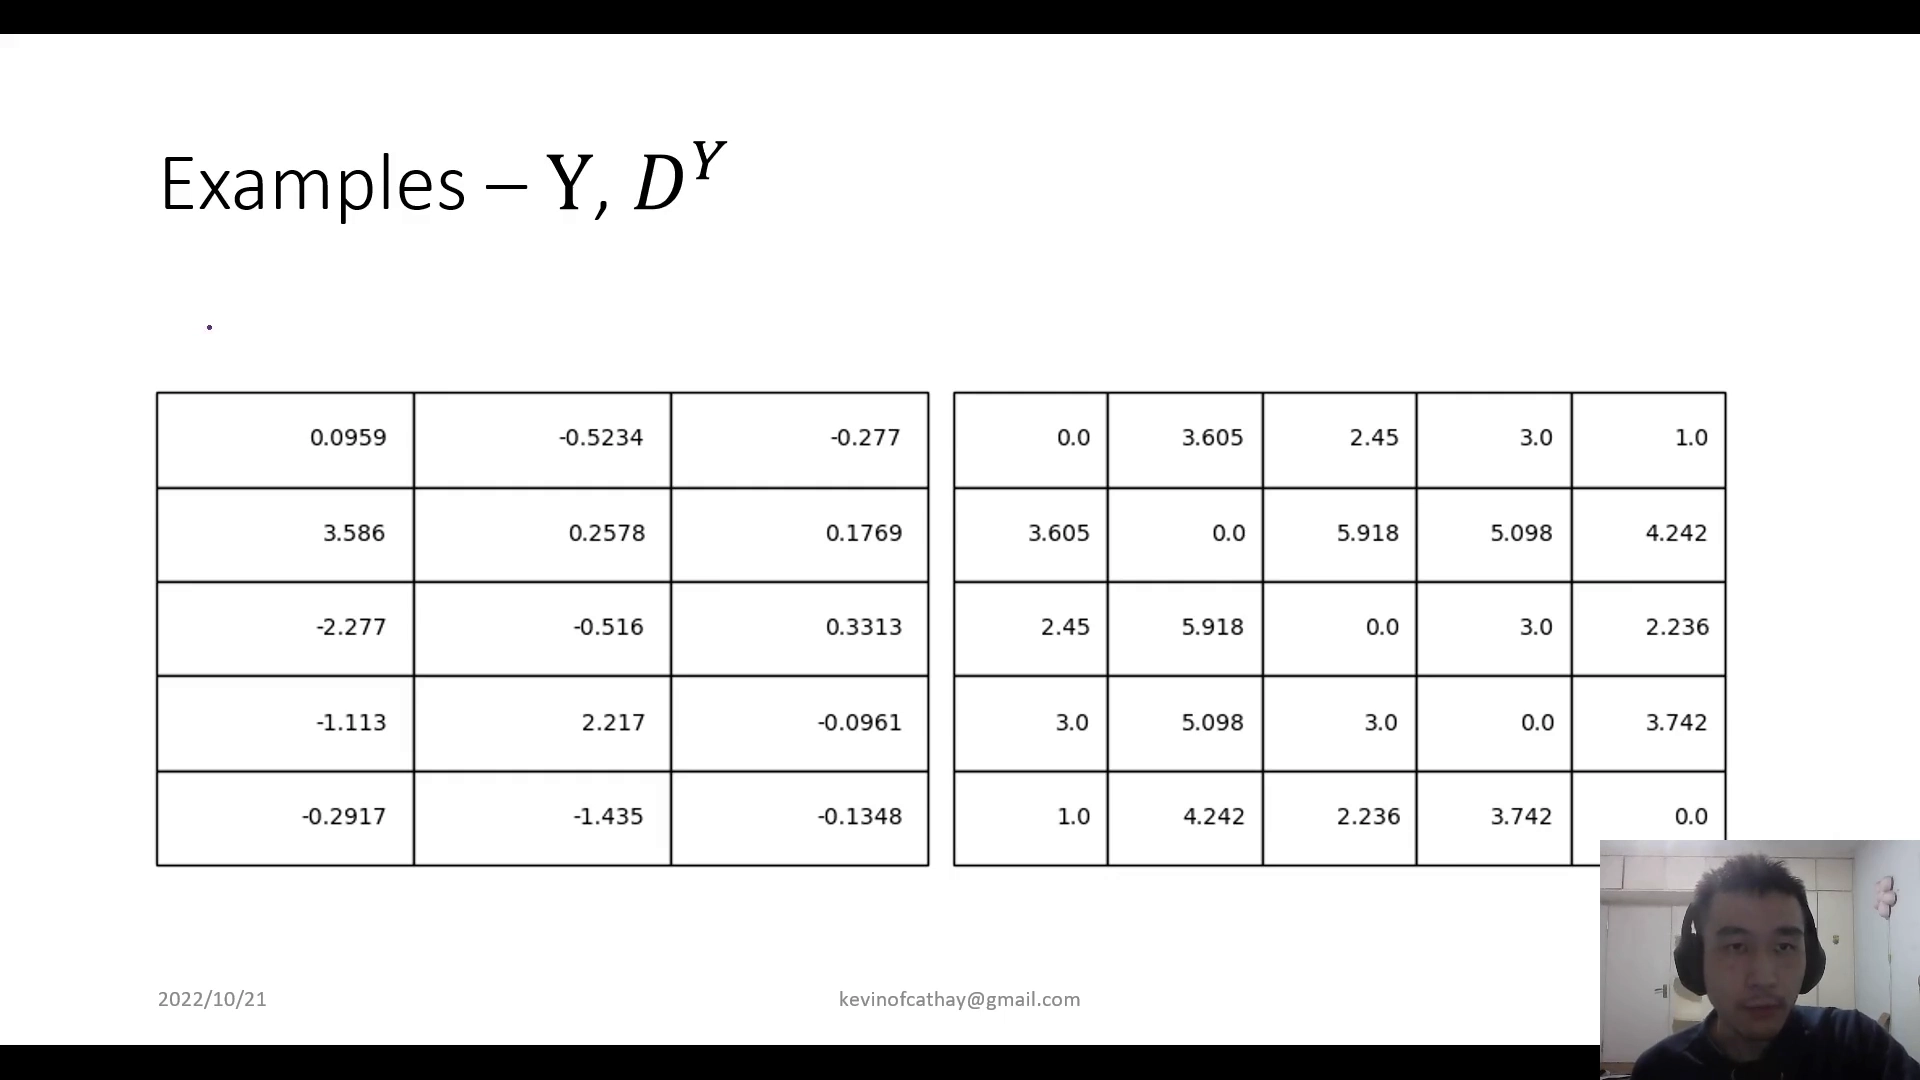 Examples – Y, D^Y
0.0959 -0.5234 -0.277
3.586 0.2578 0.1769
-2.277 -0.516 0.3313
-1.113 2.217 -0.0961
-0.2917 -1.435 -0.1348
0.0 3.605 2.45 3.0 1.0
3.605 0.0 5.918 5.098 4.242
2.45 5.918 0.0 3.0 2.236
3.0 5.098 3.0 0.0 3.742
1.0 4.242 2.236 3.742 0.0
2022/10/21
kevinofcathay@gmail.com